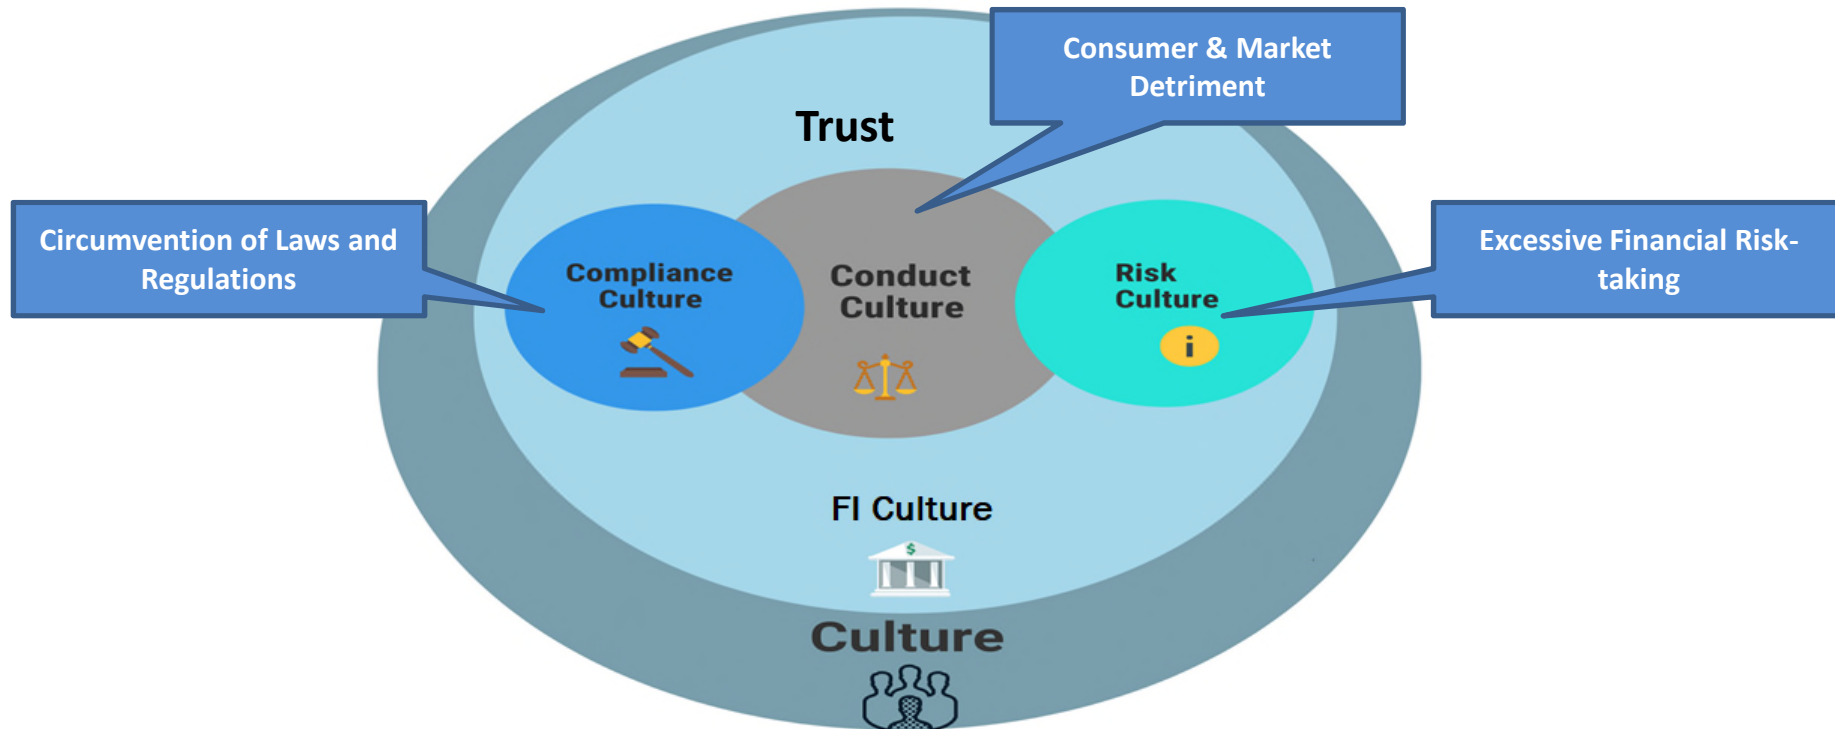 Consumer & Market
Detriment
Trust
Circumvention of Laws and
Regulations
Compliance
Culture
Conduct
Culture
Risk
Culture
i
Excessive Financial Risk-
taking
FI Culture
$
Culture